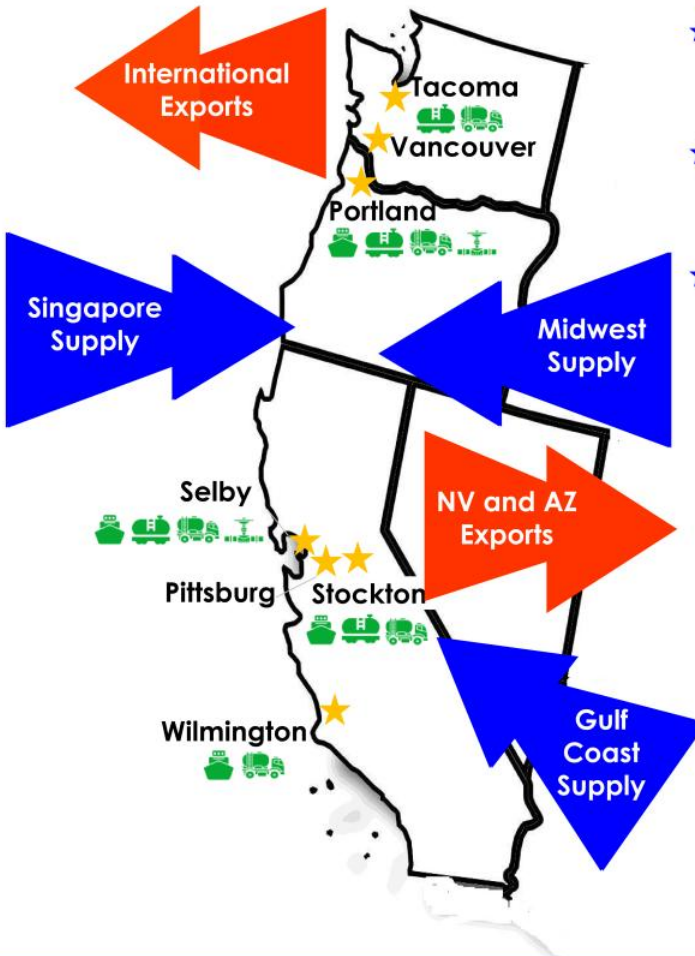 International
Exports
Tacoma
Vancouver
Portland
Singapore
Supply
Midwest
Supply
Selby
NV and AZ
Exports
Pittsburg
Stockton
Wilmington
Gulf
Coast
Supply